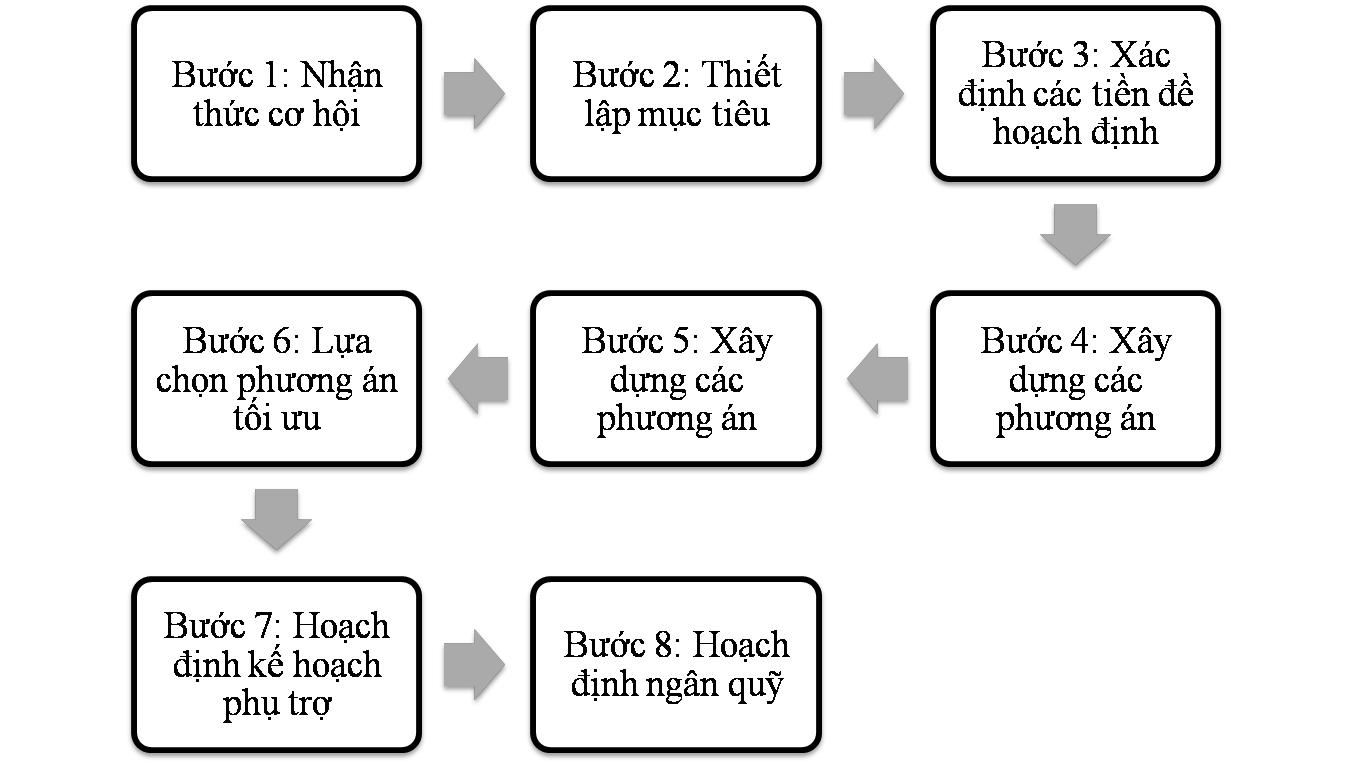 Bước 1: Nhận
thức cơ hội
Bước 2: Thiết
lập mục tiêu
Bước 3: Xác
định các tiền đề
hoạch định
Bước 4: Xây
dựng các
phương án
Bước 5: Xây
dựng các
phương án
Bước 6: Lựa
chọn phương án
tối ưu
Bước 7: Hoạch
định kế hoạch
phụ trợ
Bước 8: Hoạch
định ngân quỹ